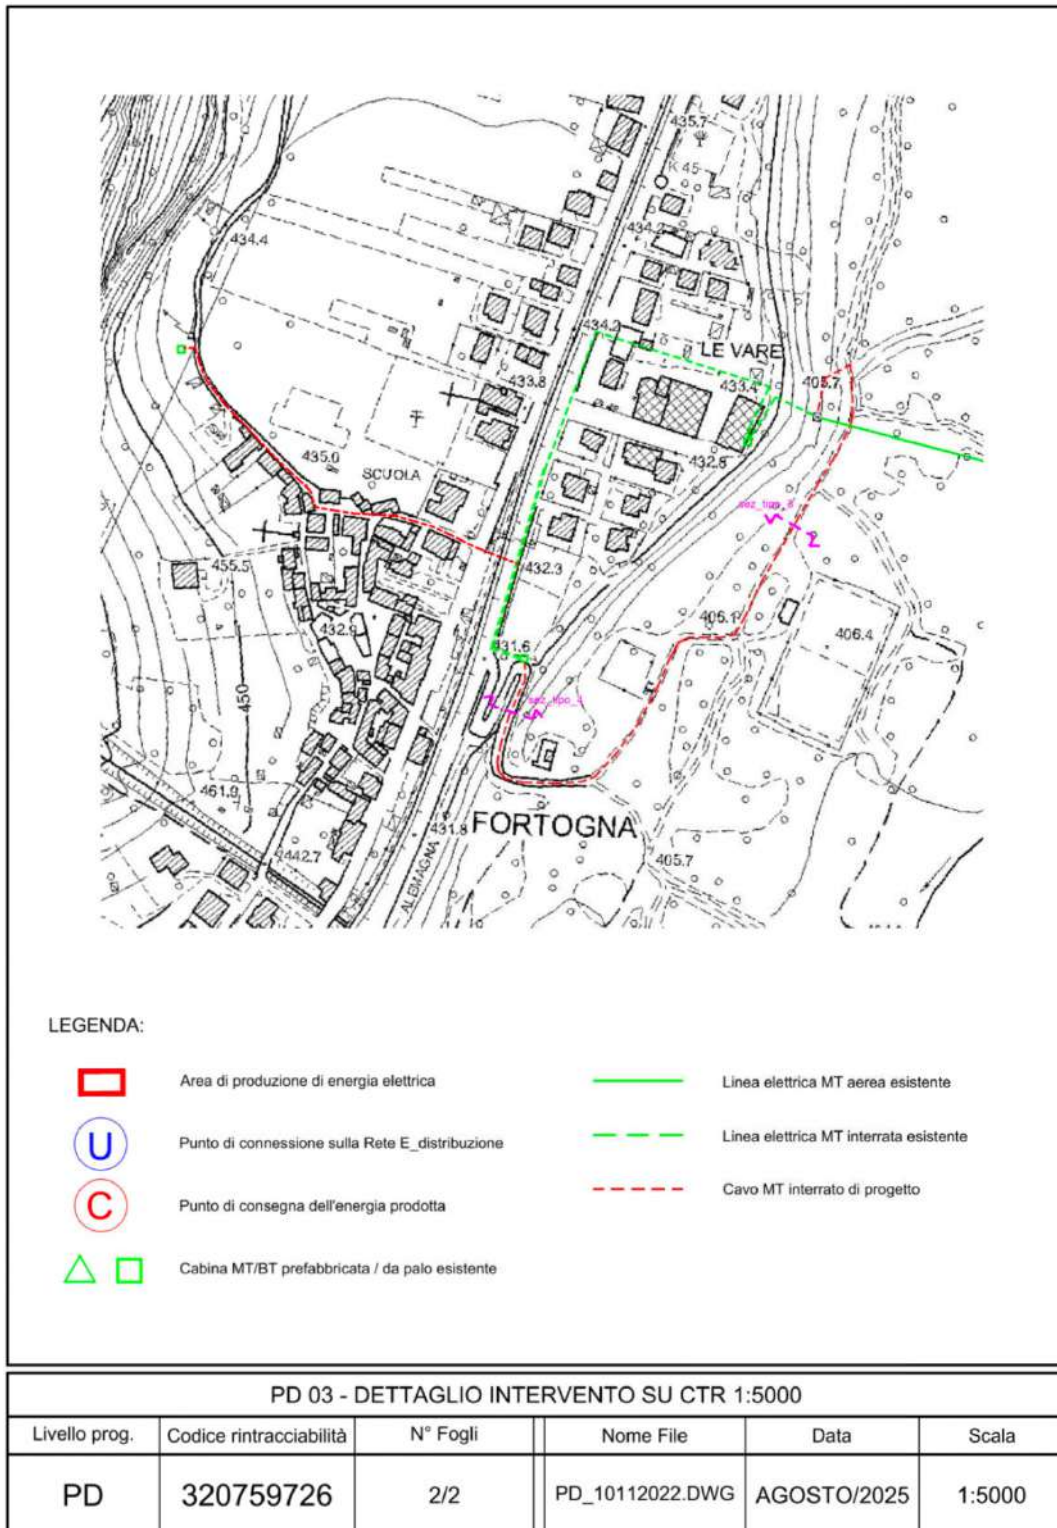 435.7
K 45
434.4
434.2
434.2
LE VARE
433.8
433.4
405.7
435.0
SCUOLA
432.8
sez_tipo_8
455.5
432.3
432.9
405.1
406.4
431.6
450
461.9
431.8
FORTOGNA
442.7
ALEMAGNA
405.7
LEGENDA:
Area di produzione di energia elettrica
Linea elettrica MT aerea esistente
U
Punto di connessione sulla Rete E_distribuzione
Linea elettrica MT interrata esistente
C
Punto di consegna dell'energia prodotta
Cavo MT interrato di progetto
Cabina MT/BT prefabbricata / da palo esistente
PD 03 - DETTAGLIO INTERVENTO SU CTR 1:5000
Livello prog. Codice rintracciabilità N° Fogli Nome File Data Scala
PD 320759726 2/2 PD_10112022.DWG AGOSTO/2025 1:5000